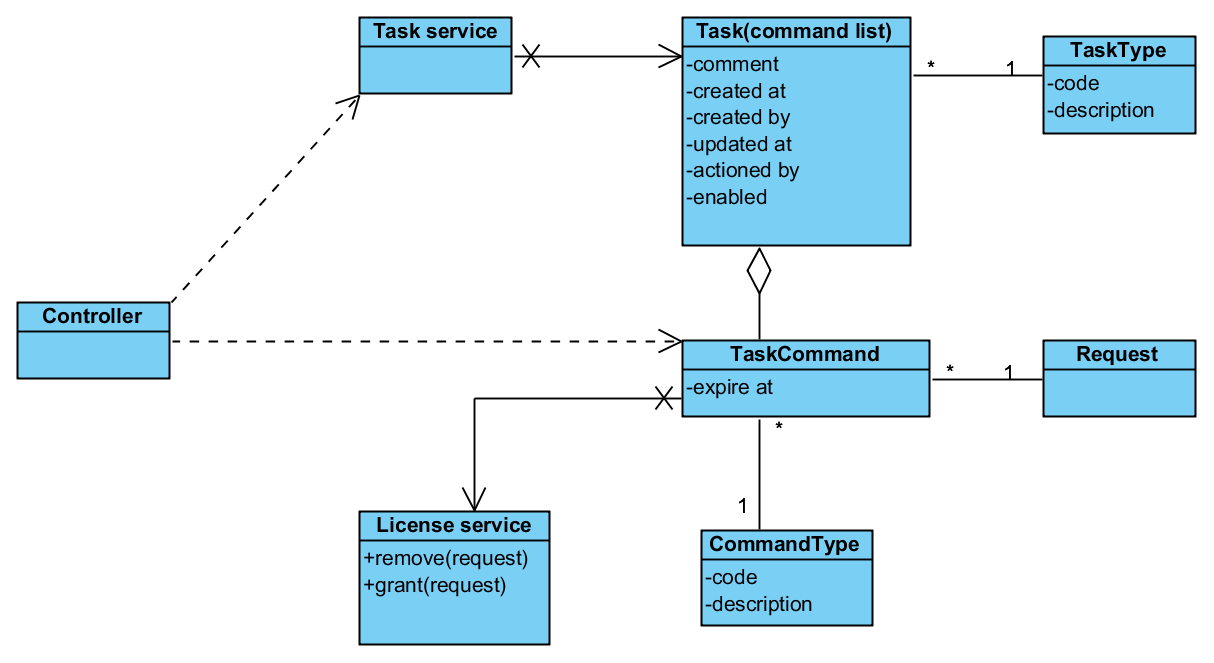 Task service
Task(command list)
-comment
-created at
-created by
-updated at
-actioned by
-enabled
* 1
TaskType
-code
-description
Controller
TaskCommand
-expire at
* 1
Request
*
1
License service
+remove(request)
+grant(request)
CommandType
-code
-description